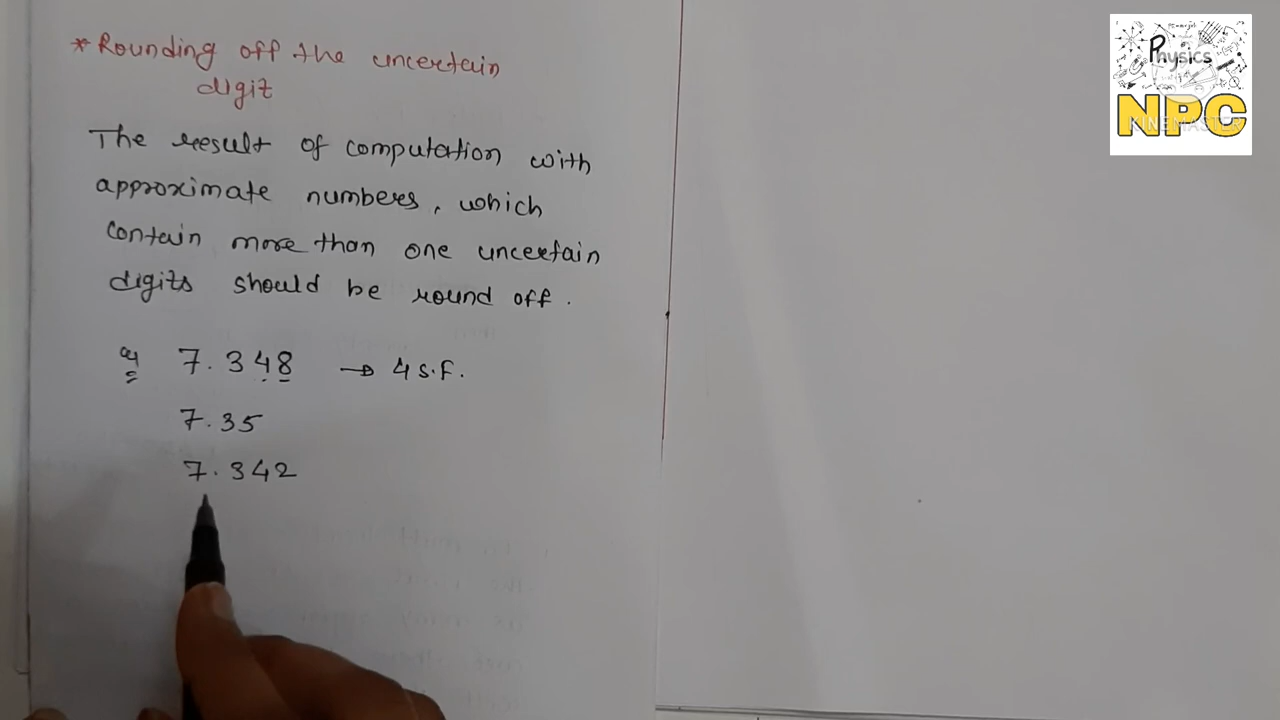 * Rounding off the uncertain
digit
The result of computation with
approximate numbers, which
contain more than one uncertain
digits should be round off.
eg 7.348 → 4 S.F.
7.35
7.342
Physics
NPC
KINEMASTER